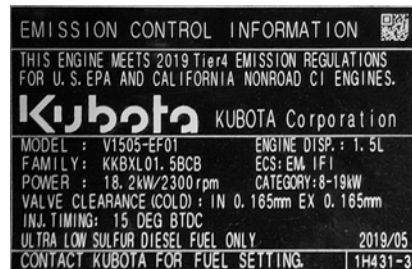 EMISSION CONTROL INFORMATION
THIS ENGINE MEETS 2019 Tier4 EMISSION REGULATIONS
FOR U.S. EPA AND CALIFORNIA NONROAD CI ENGINES.
Kubota KUBOTA Corporation
MODEL : V1505-EF01 ENGINE DISP. : 1.5L
FAMILY: KKBXL01.5BCB ECS: EM, IFI
POWER : 18.2kW/2300rpm CATEGORY:8-19kW
VALVE CLEARANCE (COLD) : IN 0.165mm EX 0.165mm
INJ. TIMING: 15 DEG BTDC
ULTRA LOW SULFUR DIESEL FUEL ONLY 2019/05
CONTACT KUBOTA FOR FUEL SETTING. 1H431-3